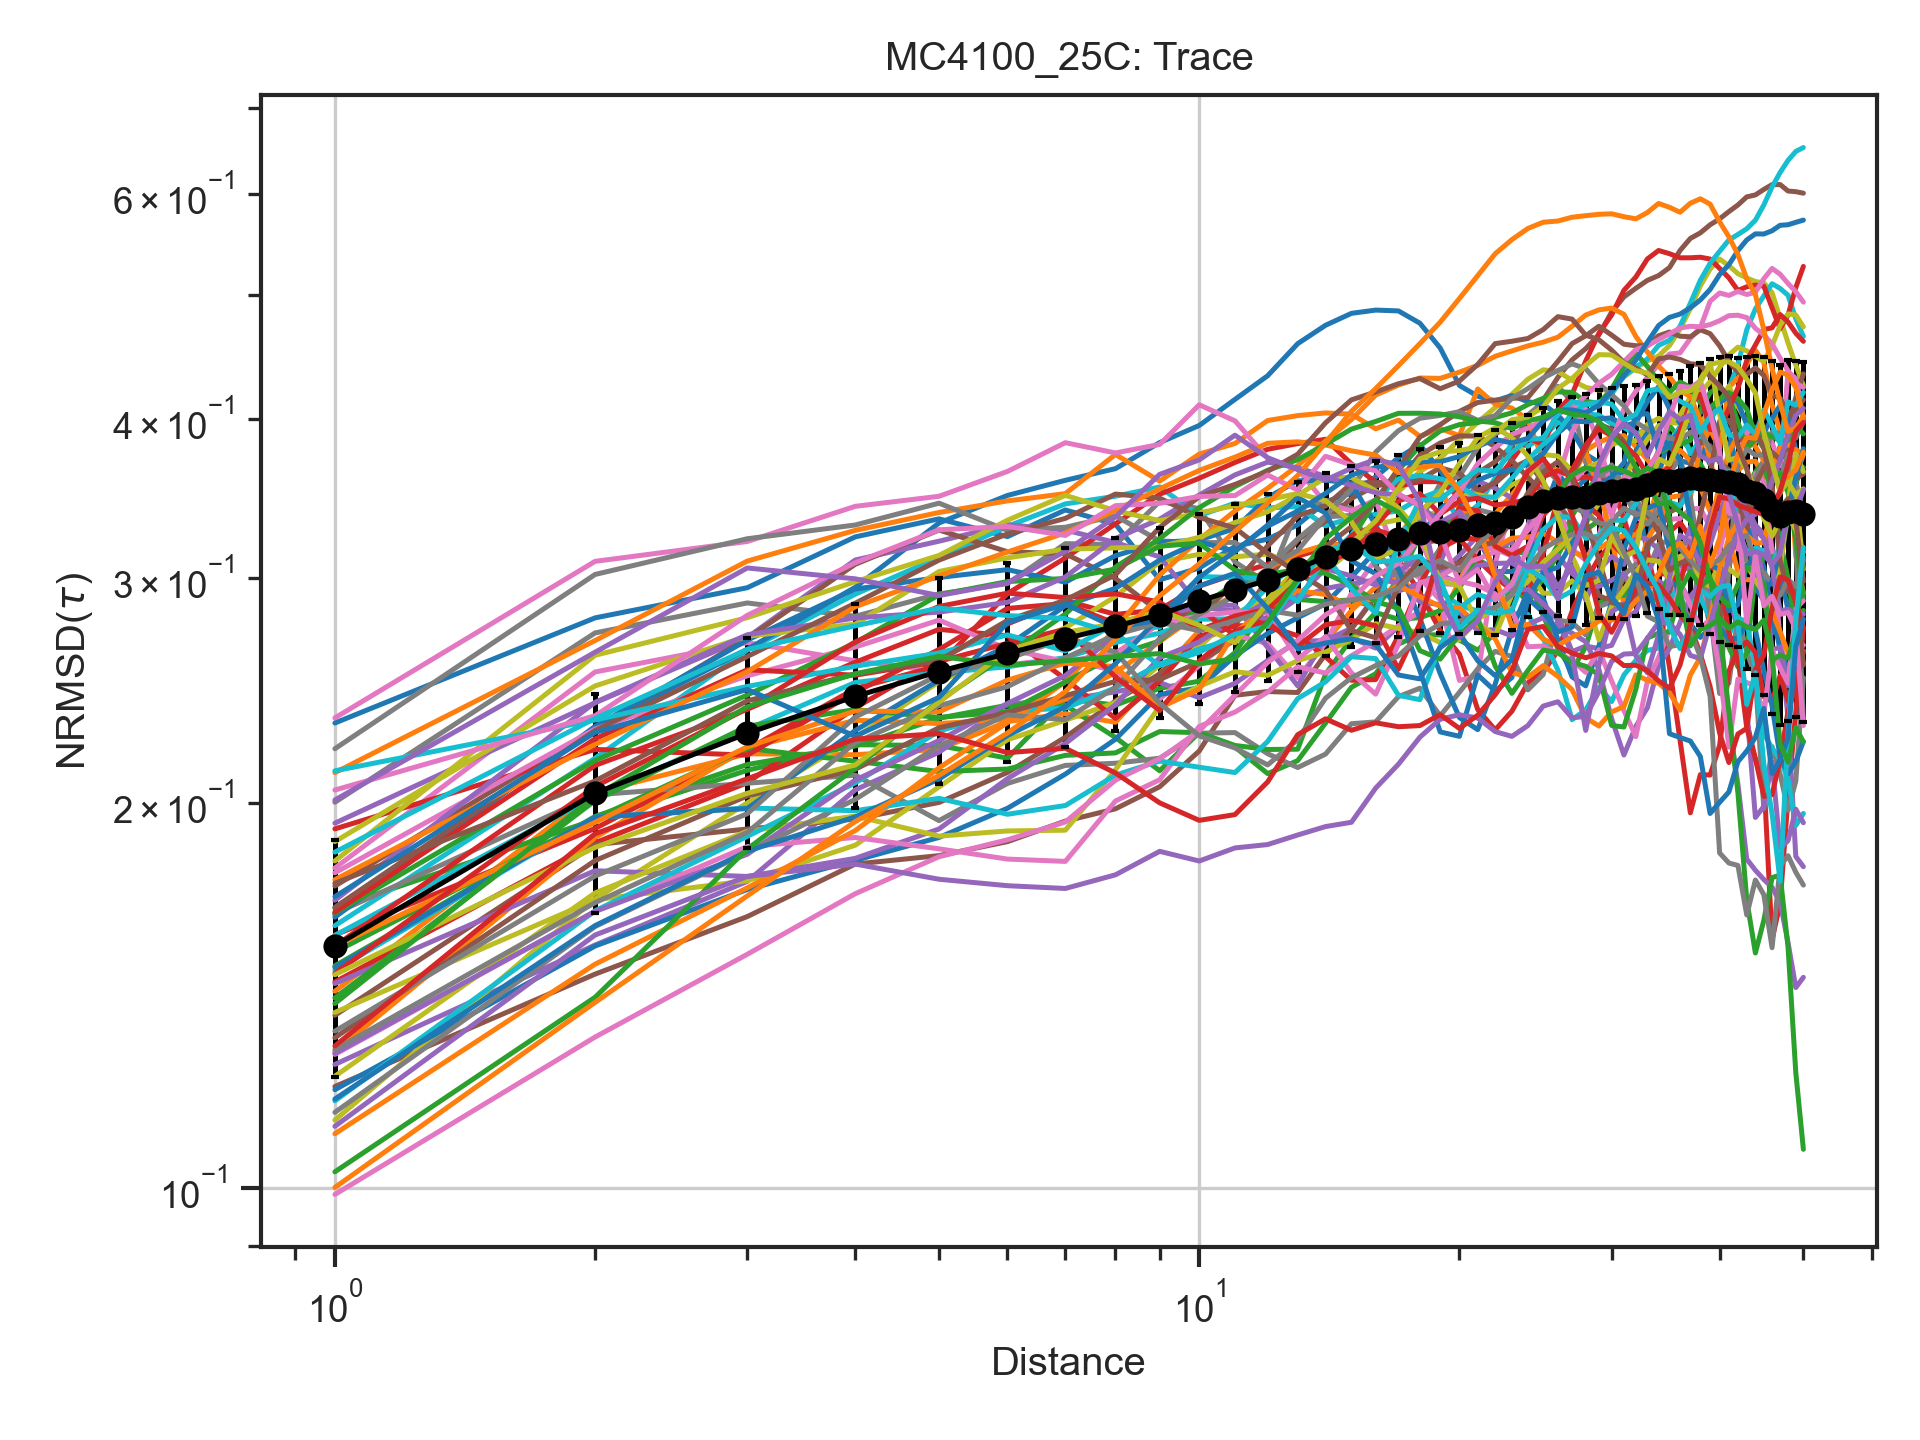 MC4100_25C: Trace
6 × 10⁻¹
4 × 10⁻¹
3 × 10⁻¹
2 × 10⁻¹
10⁻¹
NRMSD(τ)
10⁰ 10¹
Distance